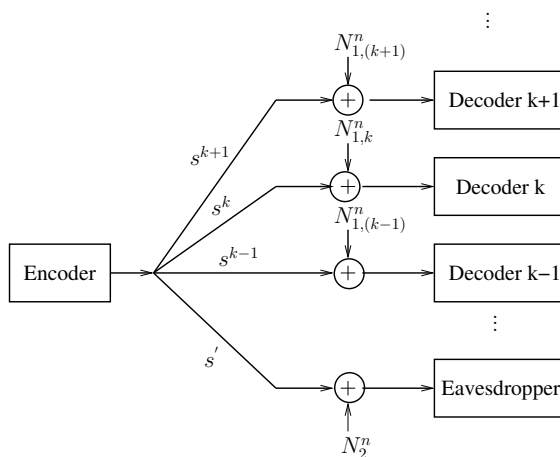 ⋮
N^n_{1,(k+1)}
+
Decoder k+1
s^{k+1}
N^n_{1,k}
+
Decoder k
s^k
N^n_{1,(k−1)}
s^{k−1}
+
Decoder k−1
Encoder
⋮
s^'
+
Eavesdropper
N^n_2